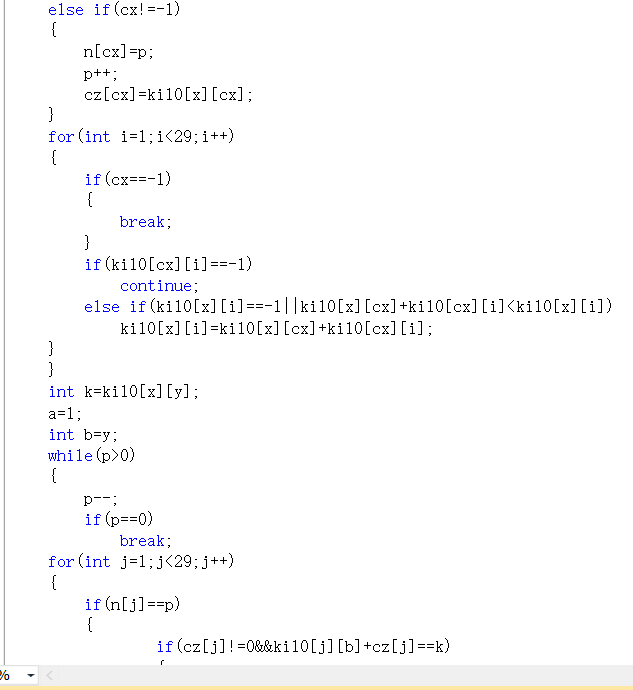 else if(cx!=-1)
{
n[cx]=p;
p++;
cz[cx]=ki10[x][cx];
}
for(int i=1;i<29;i++)
{
if(cx==-1)
{
break;
}
if(ki10[cx][i]==-1)
continue;
else if(ki10[x][i]==-1||ki10[x][cx]+ki10[cx][i]<ki10[x][i])
ki10[x][i]=ki10[x][cx]+ki10[cx][i];
}
}
int k=ki10[x][y];
a=1;
int b=y;
while(p>0)
{
p--;
if(p==0)
break;
for(int j=1;j<29;j++)
{
if(n[j]==p)
{
if(cz[j]!=0&&ki10[j][b]+cz[j]==k)
{
%